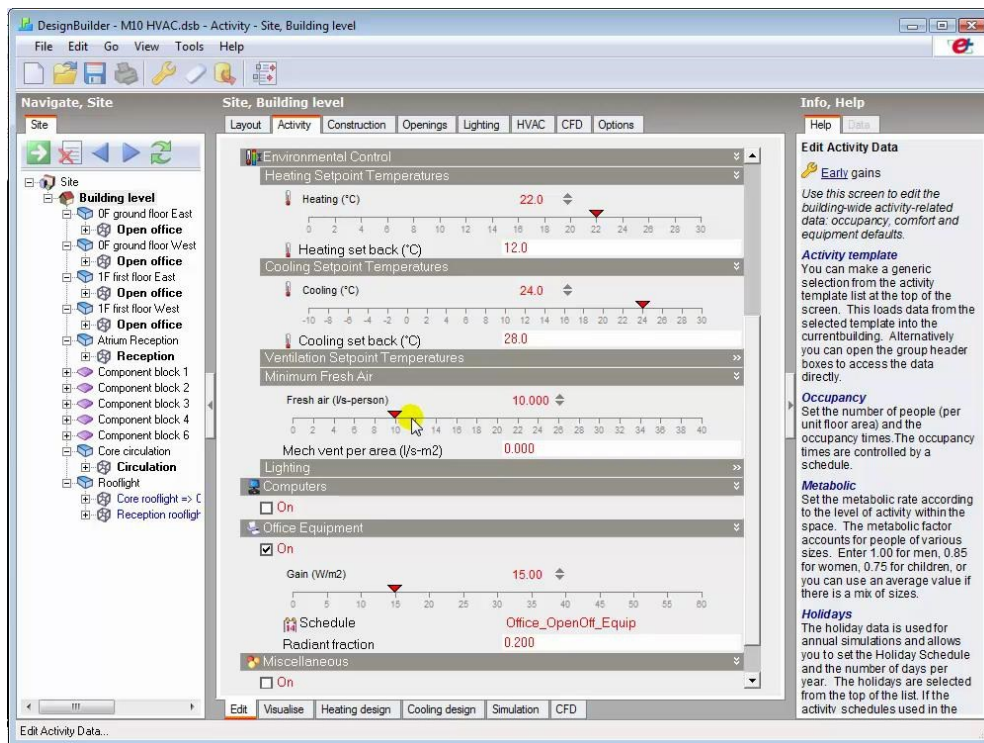 DesignBuilder - M10 HVAC.dsb - Activity - Site, Building level
File Edit Go View Tools Help
Navigate, Site
Site
Site
Building level
0F ground floor East
Open office
0F ground floor West
Open office
1F first floor East
Open office
1F first floor West
Open office
Atrium Reception
Reception
Component block 1
Component block 2
Component block 3
Component block 4
Component block 6
Core circulation
Circulation
Rooflight
Core rooflight => C
Reception roofligh
Site, Building level
Layout Activity Construction Openings Lighting HVAC CFD Options
Environmental Control
Heating Setpoint Temperatures
Heating (°C) 22.0
0 2 4 6 8 10 12 14 16 18 20 22 24 26 28 30
Heating set back (°C) 12.0
Cooling Setpoint Temperatures
Cooling (°C) 24.0
-10 -8 -6 -4 -2 0 2 4 6 8 10 12 14 16 18 20 22 24 26 28 30
Cooling set back (°C) 28.0
Ventilation Setpoint Temperatures
Minimum Fresh Air
Fresh air (l/s-person) 10.000
0 2 4 6 8 10 14 16 18 20 22 24 26 28 30 32 34 36 38 40
Mech vent per area (l/s-m2) 0.000
Lighting
Computers
On
Office Equipment
On
Gain (W/m2) 15.00
0 5 10 15 20 25 30 35 40 45 50 55 60
Schedule Office_OpenOff_Equip
Radiant fraction 0.200
Miscellaneous
On
Edit Visualise Heating design Cooling design Simulation CFD
Info, Help
Help Data
Edit Activity Data
Early gains
Use this screen to edit the
building-wide activity-related
data: occupancy, comfort and
equipment defaults.
Activity template
You can make a generic
selection from the activity
template list at the top of the
screen. This loads data from the
selected template into the
currentbuilding. Alternatively
you can open the group header
boxes to access the data
directly.
Occupancy
Set the number of people (per
unit floor area) and the
occupancy times.The occupancy
times are controlled by a
schedule.
Metabolic
Set the metabolic rate according
to the level of activity within the
space. The metabolic factor
accounts for people of various
sizes. Enter 1.00 for men, 0.85
for women, 0.75 for children, or
you can use an average value if
there is a mix of sizes.
Holidays
The holiday data is used for
annual simulations and allows
you to set the Holiday Schedule
and the number of days per
year. The holidays are selected
from the top of the list. If the
activity schedules used in the
Edit Activity Data...